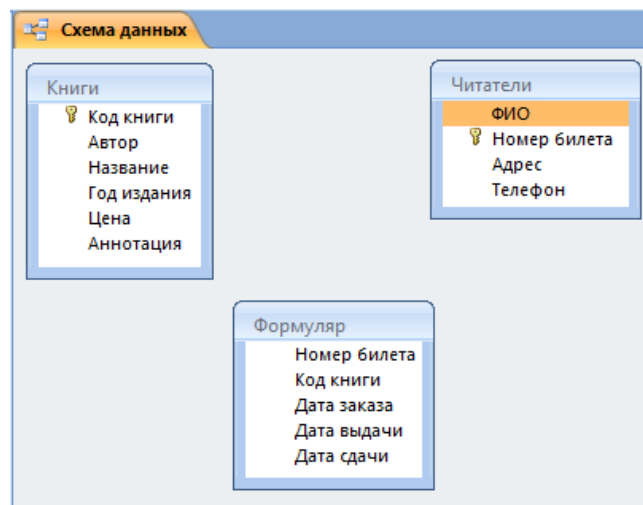 Схема данных
Книги
Код книги
Автор
Название
Год издания
Цена
Аннотация
Читатели
ФИО
Номер билета
Адрес
Телефон
Формуляр
Номер билета
Код книги
Дата заказа
Дата выдачи
Дата сдачи